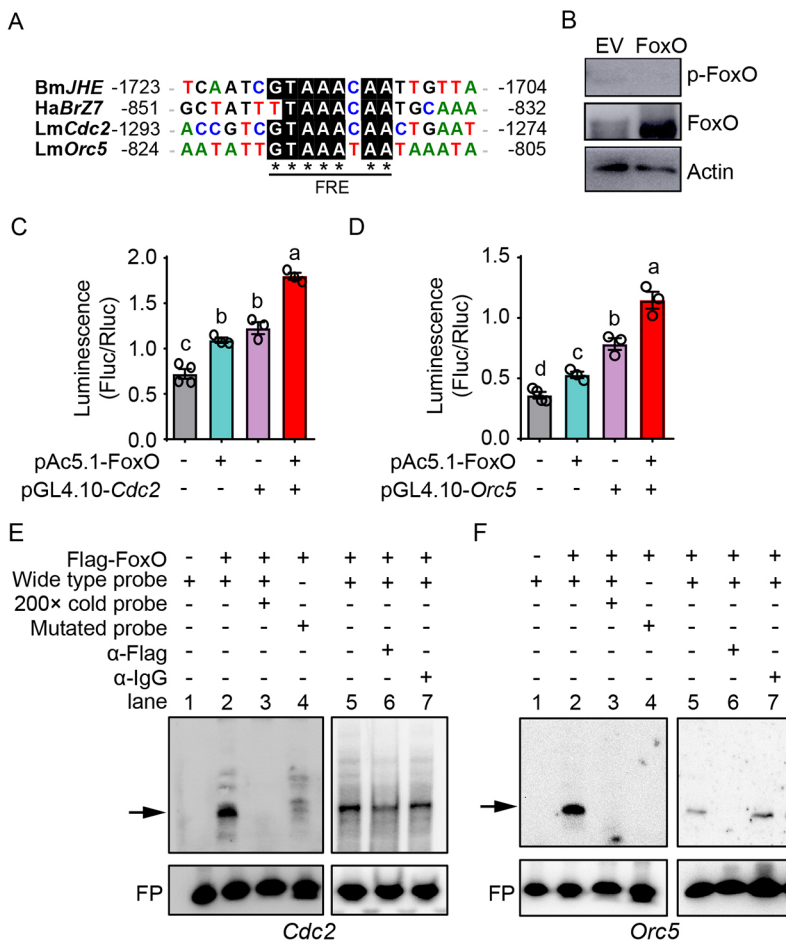 A
BmJHE -1723 - TCAATCGTAAACAATTGTTA - -1704
HaBrZ7 -851 - GCTATTTTAAACAATGCAAA - -832
LmCdc2 -1293 - ACCGTCGTAAACAACTGAAT - -1274
LmOrc5 -824 - AATATTGTAAATAATAAATA - -805
* * * * * * *
FRE
B
EV FoxO
p-FoxO
FoxO
Actin
C
Luminescence
(Fluc/Rluc)
2.0
1.5
1.0
0.5
0.0
c b b a
pAc5.1-FoxO - + - +
pGL4.10-Cdc2 - - + +
D
Luminescence
(Fluc/Rluc)
1.5
1.0
0.5
0.0
d c b a
pAc5.1-FoxO - + - +
pGL4.10-Orc5 - - + +
E
Flag-FoxO - + + + + + +
Wide type probe + + + - + + +
200× cold probe - - + - - - -
Mutated probe - - - + - - -
α-Flag - - - - - + -
α-IgG - - - - - - +
lane 1 2 3 4 5 6 7
FP
Cdc2
F
- + + + + + +
+ + + - + + +
- - + - - - -
- - - + - - -
- - - - - + -
- - - - - - +
1 2 3 4 5 6 7
FP
Orc5